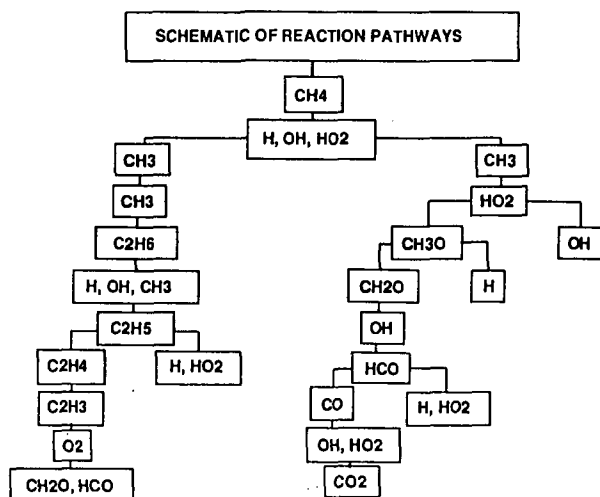 SCHEMATIC OF REACTION PATHWAYS
CH4
H, OH, HO2
CH3
CH3
CH3
HO2
C2H6
CH3O
OH
H, OH, CH3
CH2O
H
C2H5
OH
C2H4
H, HO2
HCO
C2H3
CO
H, HO2
O2
OH, HO2
CH2O, HCO
CO2